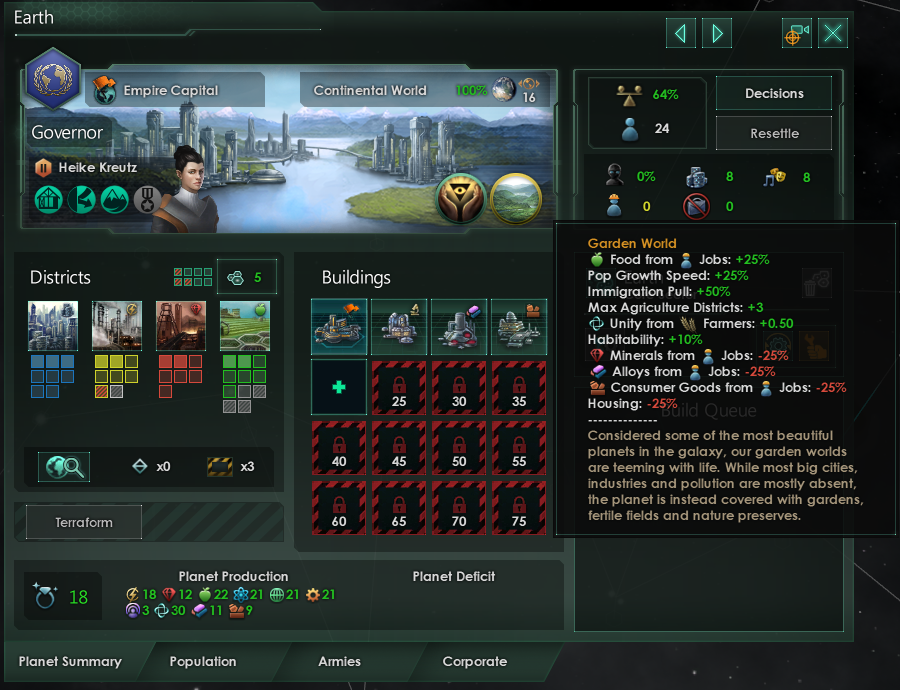 Earth
Empire Capital
Continental World 100% 16
Governor
Heike Kreutz
64%
24
Decisions
Resettle
0% 8 8
0 0
Districts 5
Buildings
Garden World
Food from Jobs: +25%
Pop Growth Speed: +25%
Immigration Pull: +50%
Max Agriculture Districts: +3
Unity from Farmers: +0.50
Habitability: +10%
Minerals from Jobs: -25%
Alloys from Jobs: -25%
Consumer Goods from Jobs: -25%
Housing: -25%
--------------
Considered some of the most beautiful
planets in the galaxy, our garden worlds
are teeming with life. While most big cities,
industries and pollution are mostly absent,
the planet is instead covered with gardens,
fertile fields and nature preserves.
Build Queue
25 30 35
40 45 50 55
60 65 70 75
x0 x3
Terraform
Planet Production
Planet Deficit
18
18 12 22 21 21 21
3 30 11 9
Planet Summary
Population
Armies
Corporate